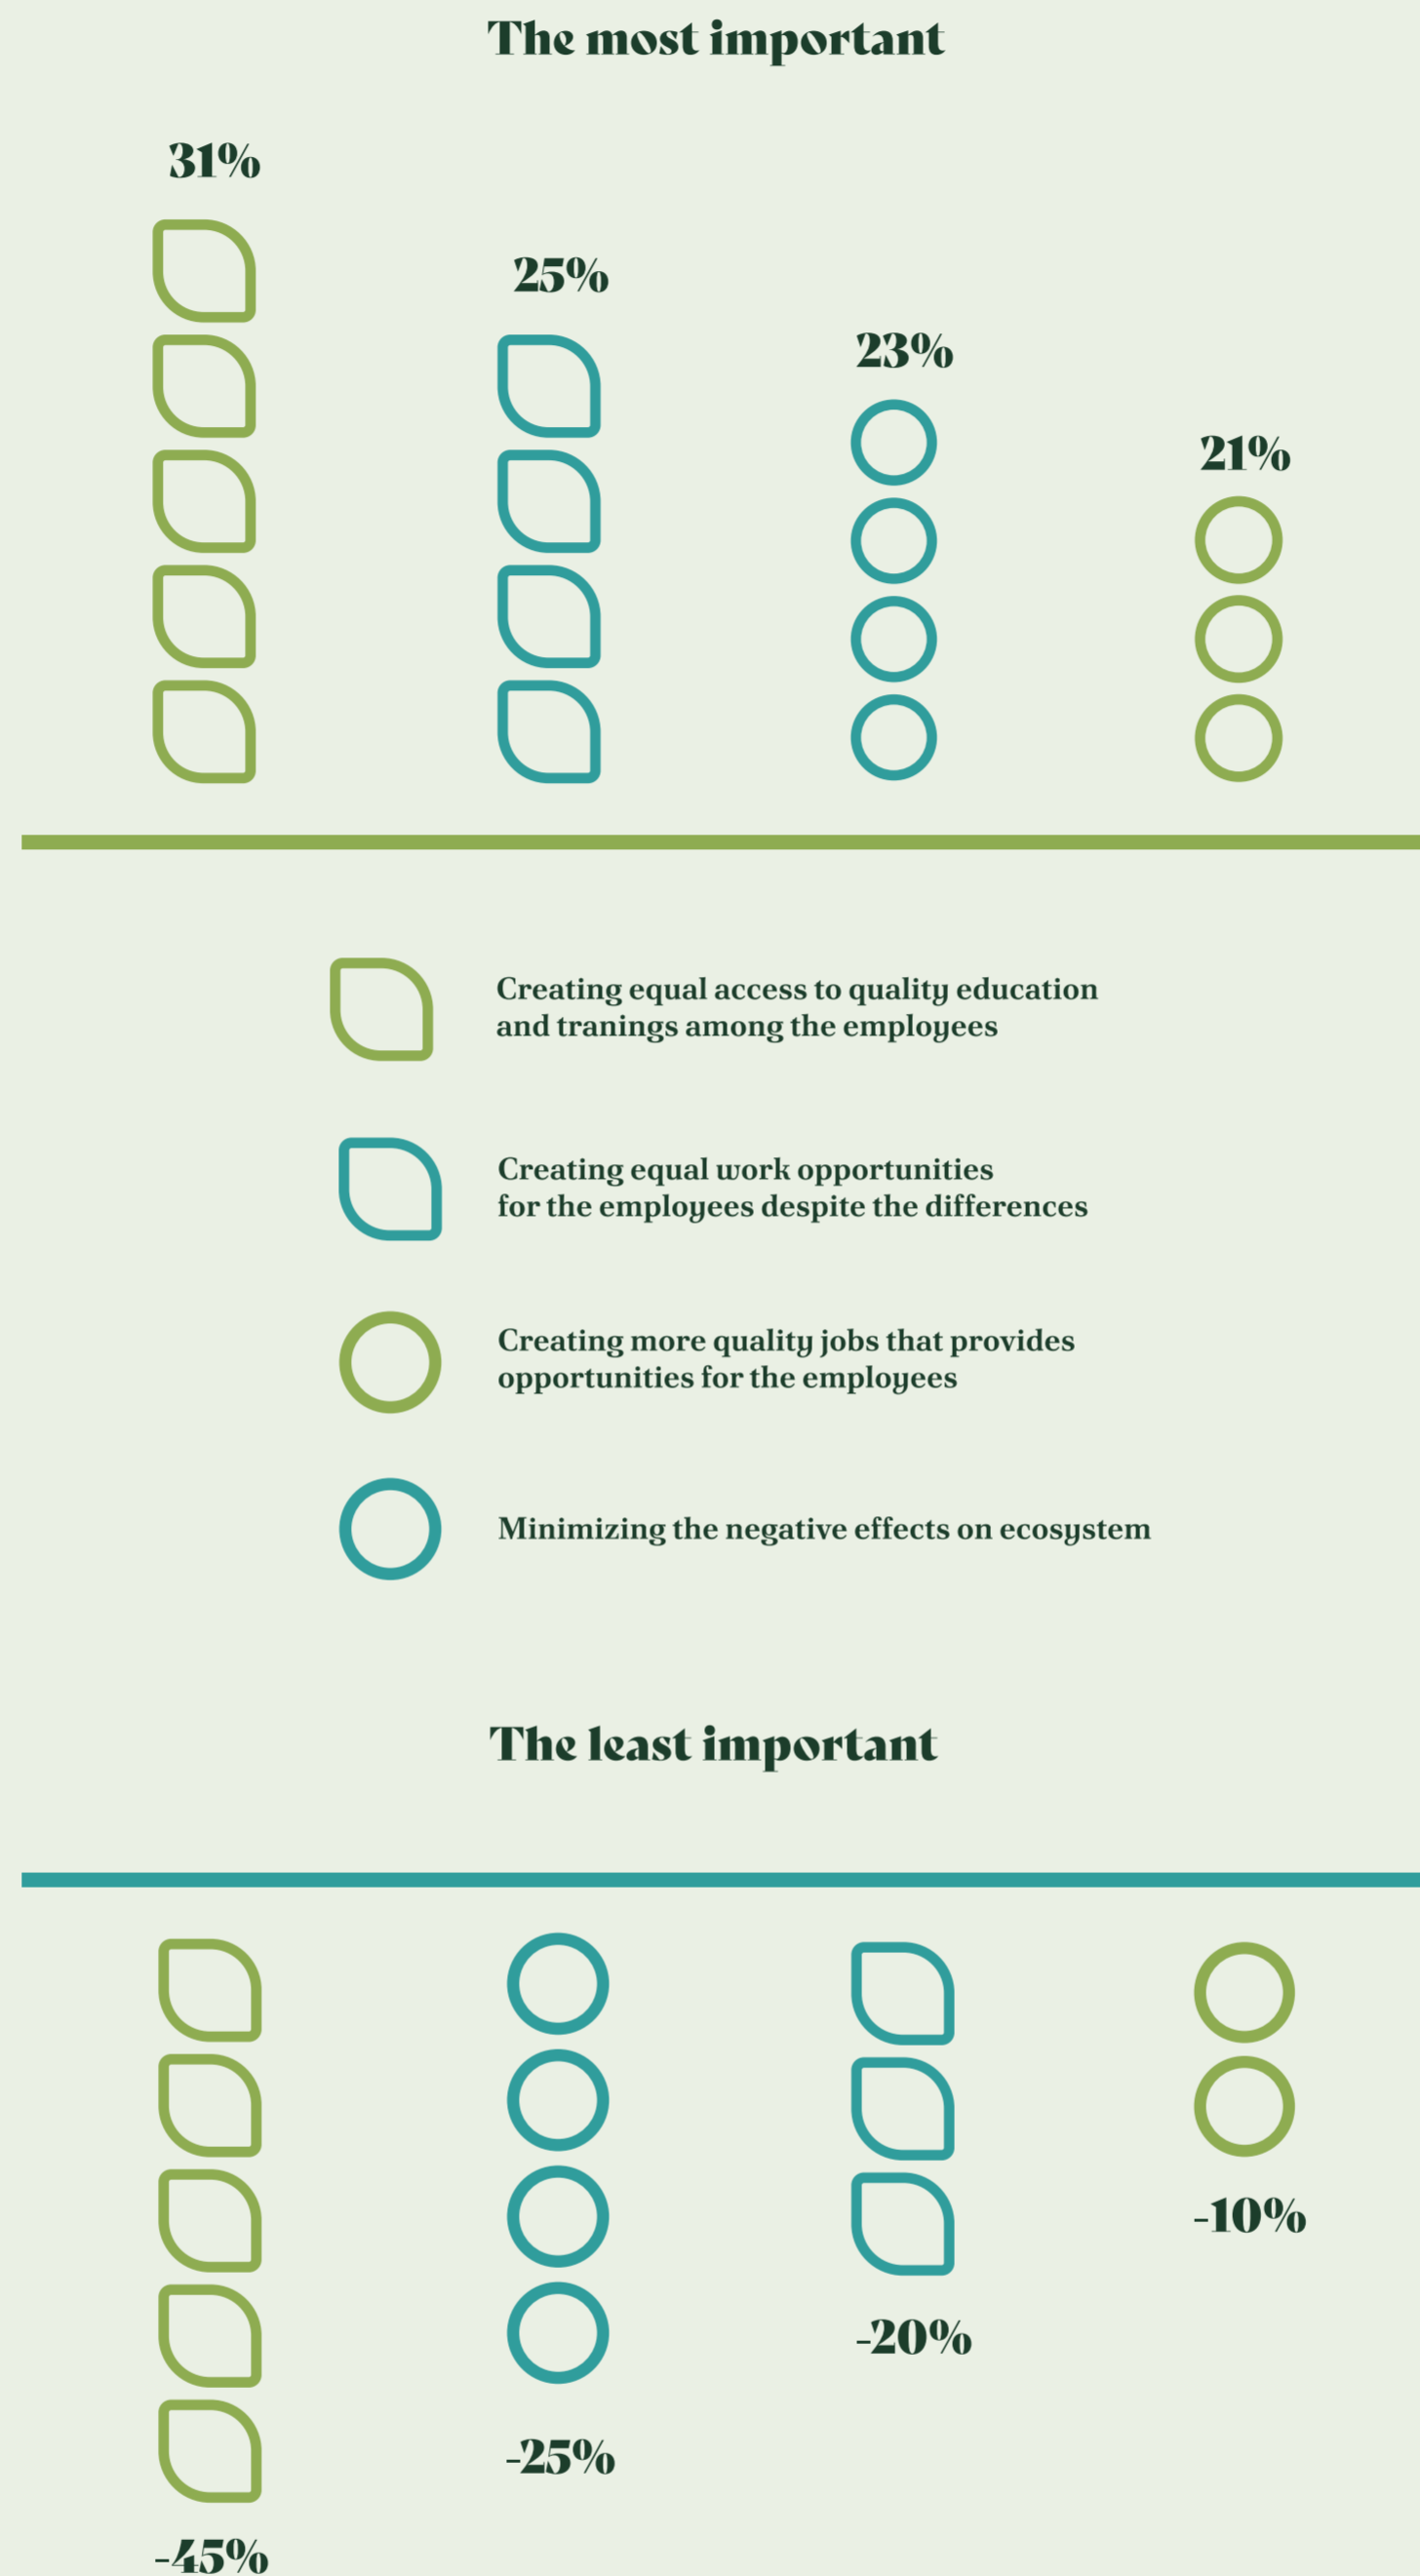 The most important
31%
25%
23%
21%
Creating equal access to quality education
and tranings among the employees
Creating equal work opportunities
for the employees despite the differences
Creating more quality jobs that provides
opportunities for the employees
Minimizing the negative effects on ecosystem
The least important
-10%
-20%
-25%
-45%